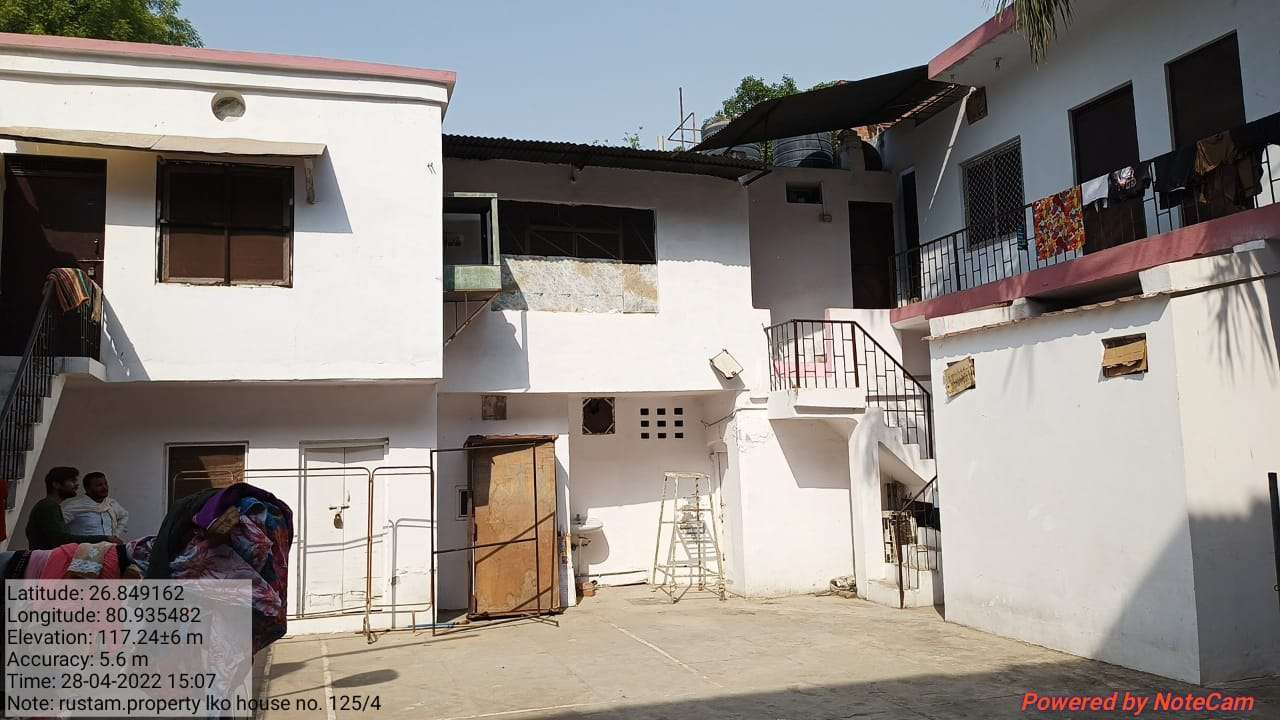 Latitude: 26.849162
Longitude: 80.935482
Elevation: 117.24±6 m
Accuracy: 5.6 m
Time: 28-04-2022 15:07
Note: rustam.property lko house no. 125/4
Powered by NoteCam